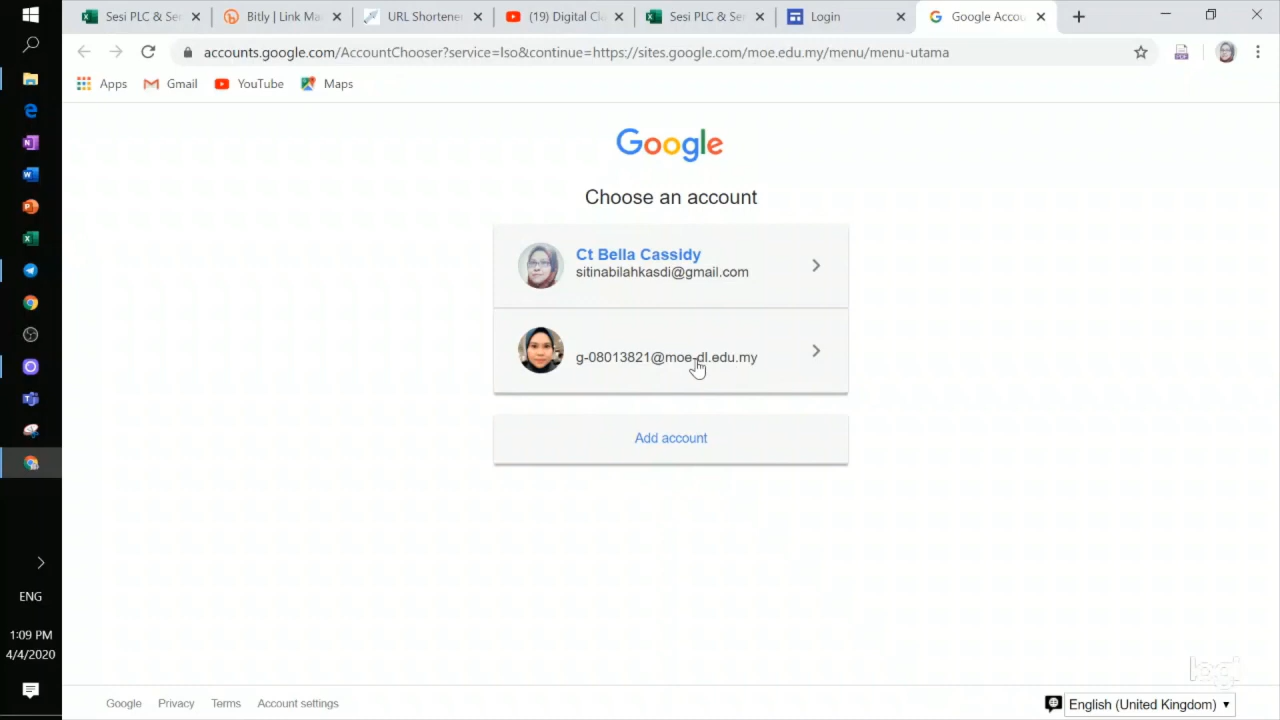 Sesi PLC & Se
Bitly | Link Ma
URL Shortene
(19) Digital Cl
Sesi PLC & Se
Login
Google Accou
accounts.google.com/AccountChooser?service=lso&continue=https://sites.google.com/moe.edu.my/menu/menu-utama
Apps
Gmail
YouTube
Maps
Google
Choose an account
Ct Bella Cassidy
sitinabilahkasdi@gmail.com
g-08013821@moe-dl.edu.my
Add account
ENG
1:09 PM
4/4/2020
Google
Privacy
Terms
Account settings
English (United Kingdom)